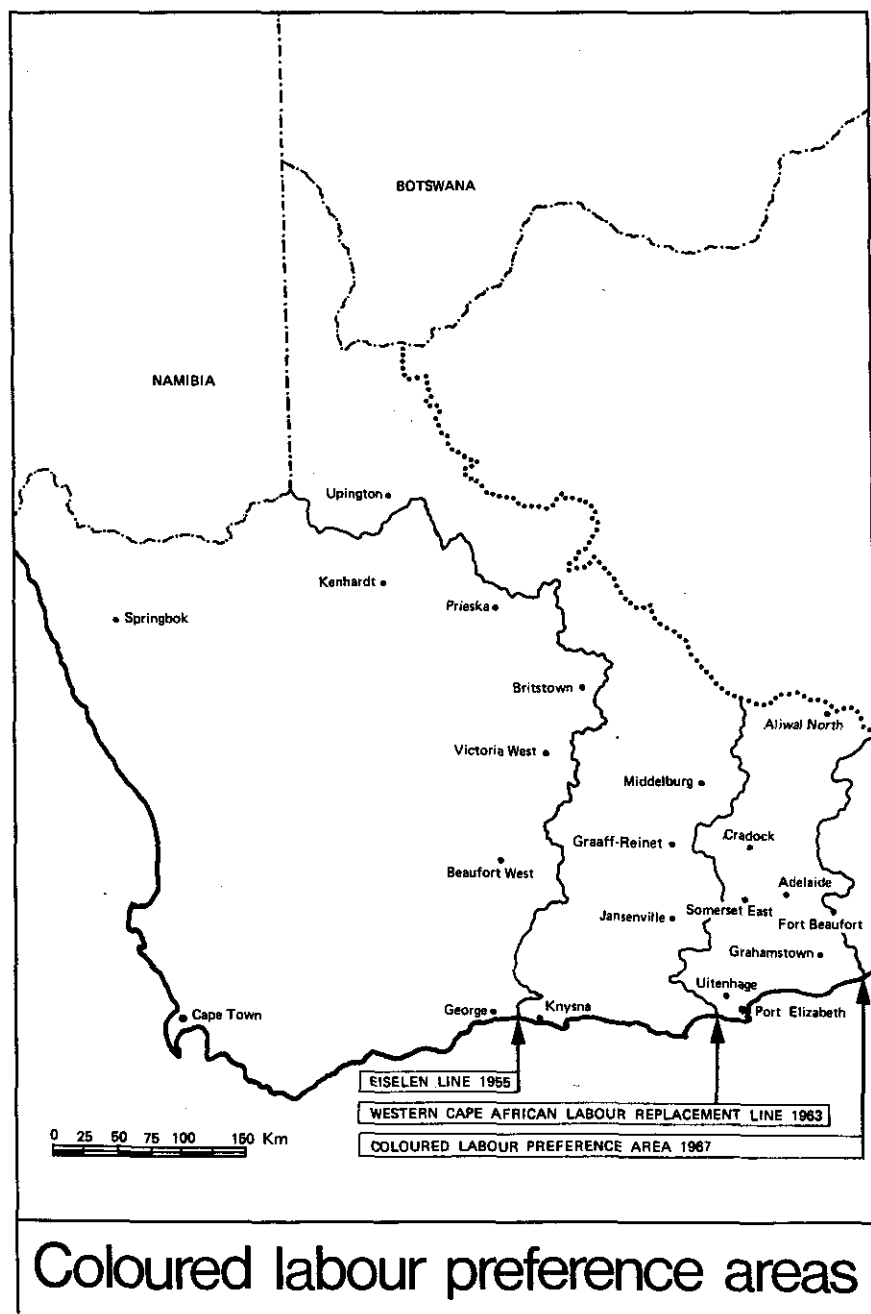 BOTSWANA
NAMIBIA
Upington
Kenhardt
Springbok
Prieska
Britstown
Aliwal North
Victoria West
Middelburg
Graaff-Reinet
Cradock
Beaufort West
Adelaide
Somerset East
Jansenville
Fort Beaufort
Grahamstown
Uitenhage
Cape Town
George
Knysna
Port Elizabeth
EISELEN LINE 1955
WESTERN CAPE AFRICAN LABOUR REPLACEMENT LINE 1963
COLOURED LABOUR PREFERENCE AREA 1967
0 25 50 75 100 150 Km
Coloured labour preference areas